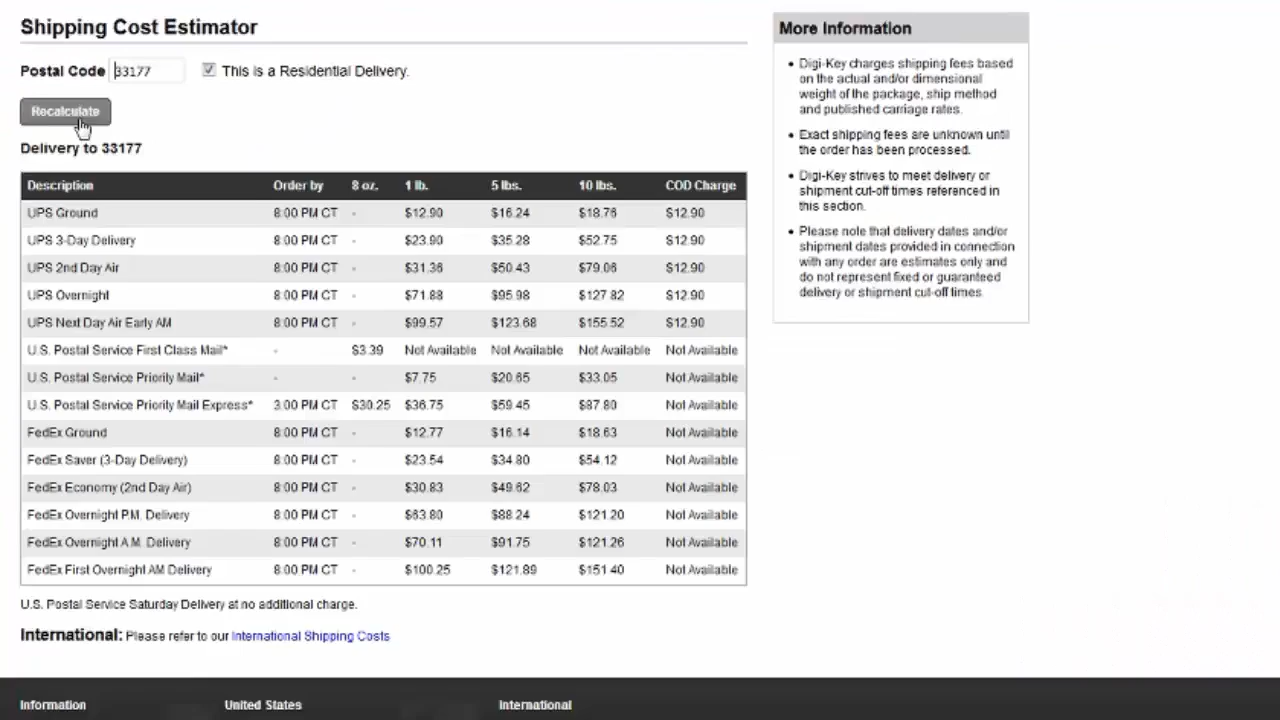 Shipping Cost Estimator
Postal Code 33177 This is a Residential Delivery.
Recalculate
Delivery to 33177
Description Order by 8 oz. 1 lb. 5 lbs. 10 lbs. COD Charge
UPS Ground 8:00 PM CT - $12.90 $16.24 $18.76 $12.90
UPS 3-Day Delivery 8:00 PM CT - $23.90 $35.28 $52.75 $12.90
UPS 2nd Day Air 8:00 PM CT - $31.36 $50.43 $79.06 $12.90
UPS Overnight 8:00 PM CT - $71.88 $95.98 $127.82 $12.90
UPS Next Day Air Early AM 8:00 PM CT - $99.57 $123.68 $155.52 $12.90
U.S. Postal Service First Class Mail* - $3.39 Not Available Not Available Not Available Not Available
U.S. Postal Service Priority Mail* - - $7.75 $20.65 $33.05 Not Available
U.S. Postal Service Priority Mail Express* 3:00 PM CT $30.25 $36.75 $59.45 $87.80 Not Available
FedEx Ground 8:00 PM CT - $12.77 $16.14 $18.63 Not Available
FedEx Saver (3-Day Delivery) 8:00 PM CT - $23.54 $34.80 $54.12 Not Available
FedEx Economy (2nd Day Air) 8:00 PM CT - $30.83 $49.62 $78.03 Not Available
FedEx Overnight P.M. Delivery 8:00 PM CT - $63.80 $88.24 $121.20 Not Available
FedEx Overnight A.M. Delivery 8:00 PM CT - $70.11 $91.75 $121.26 Not Available
FedEx First Overnight AM Delivery 8:00 PM CT - $100.25 $121.89 $151.40 Not Available
U.S. Postal Service Saturday Delivery at no additional charge.
International: Please refer to our International Shipping Costs
More Information
• Digi-Key charges shipping fees based
on the actual and/or dimensional
weight of the package, ship method
and published carriage rates.
• Exact shipping fees are unknown until
the order has been processed.
• Digi-Key strives to meet delivery or
shipment cut-off times referenced in
this section.
• Please note that delivery dates and/or
shipment dates provided in connection
with any order are estimates only and
do not represent fixed or guaranteed
delivery or shipment cut-off times.
Information United States International